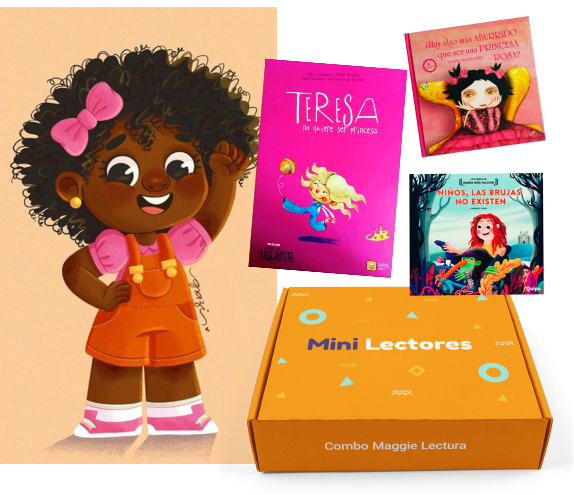 TERESA
no quiere ser princesa
VALIENTE
¿Hay algo más ABURRIDO
que ser una PRINCESA
ROSA?
NIÑOS, LAS BRUJAS
NO EXISTEN
Mini Lectores
Combo Maggie Lectura